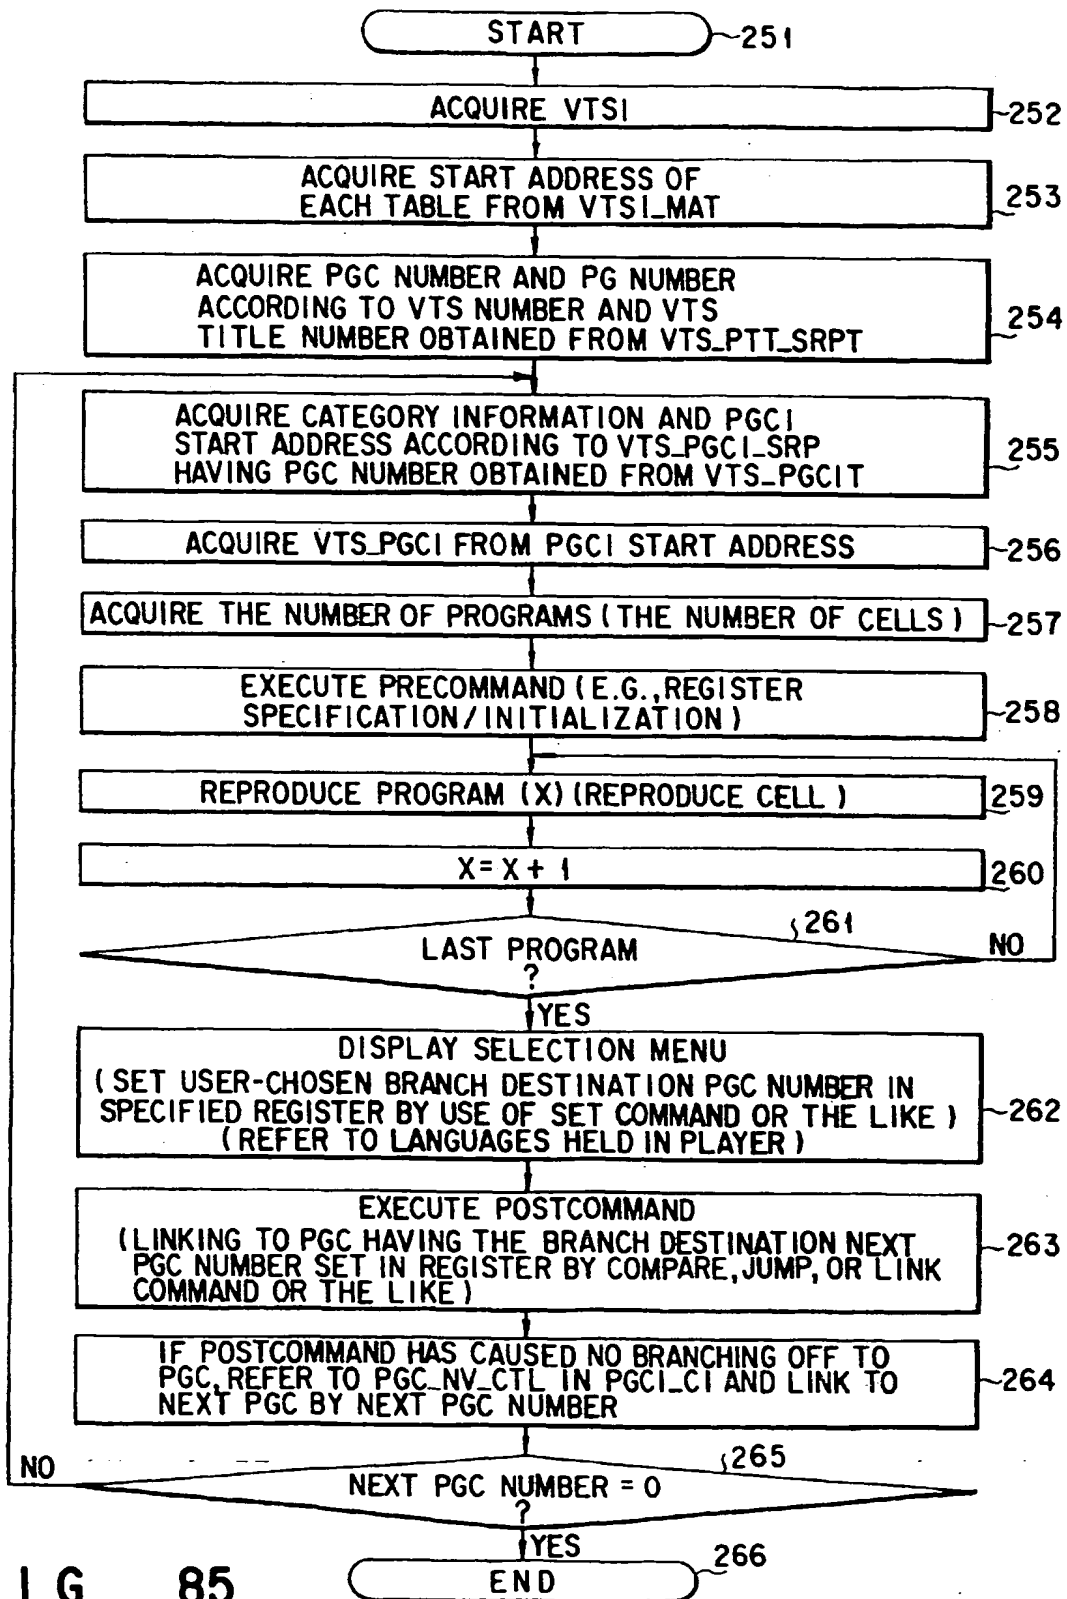 START
251
ACQUIRE VTSI
252
ACQUIRE START ADDRESS OF
EACH TABLE FROM VTSI_MAT
253
ACQUIRE PGC NUMBER AND PG NUMBER
ACCORDING TO VTS NUMBER AND VTS
TITLE NUMBER OBTAINED FROM VTS_PTT_SRPT
254
ACQUIRE CATEGORY INFORMATION AND PGCI
START ADDRESS ACCORDING TO VTS_PGCI_SRP
HAVING PGC NUMBER OBTAINED FROM VTS_PGCIT
255
ACQUIRE VTS_PGCI FROM PGCI START ADDRESS
256
ACQUIRE THE NUMBER OF PROGRAMS (THE NUMBER OF CELLS)
257
EXECUTE PRECOMMAND (E.G., REGISTER
SPECIFICATION/INITIALIZATION)
258
REPRODUCE PROGRAM (X) (REPRODUCE CELL)
259
X=X+1
260
261
LAST PROGRAM
?
NO
YES
DISPLAY SELECTION MENU
(SET USER-CHOSEN BRANCH DESTINATION PGC NUMBER IN
SPECIFIED REGISTER BY USE OF SET COMMAND OR THE LIKE)
(REFER TO LANGUAGES HELD IN PLAYER)
262
EXECUTE POSTCOMMAND
(LINKING TO PGC HAVING THE BRANCH DESTINATION NEXT
PGC NUMBER SET IN REGISTER BY COMPARE, JUMP, OR LINK
COMMAND OR THE LIKE)
263
IF POSTCOMMAND HAS CAUSED NO BRANCHING OFF TO
PGC, REFER TO PGC_NV_CTL IN PGCI_CI AND LINK TO
NEXT PGC BY NEXT PGC NUMBER
264
265
NO
NEXT PGC NUMBER = 0
?
YES
END
266
I G 85